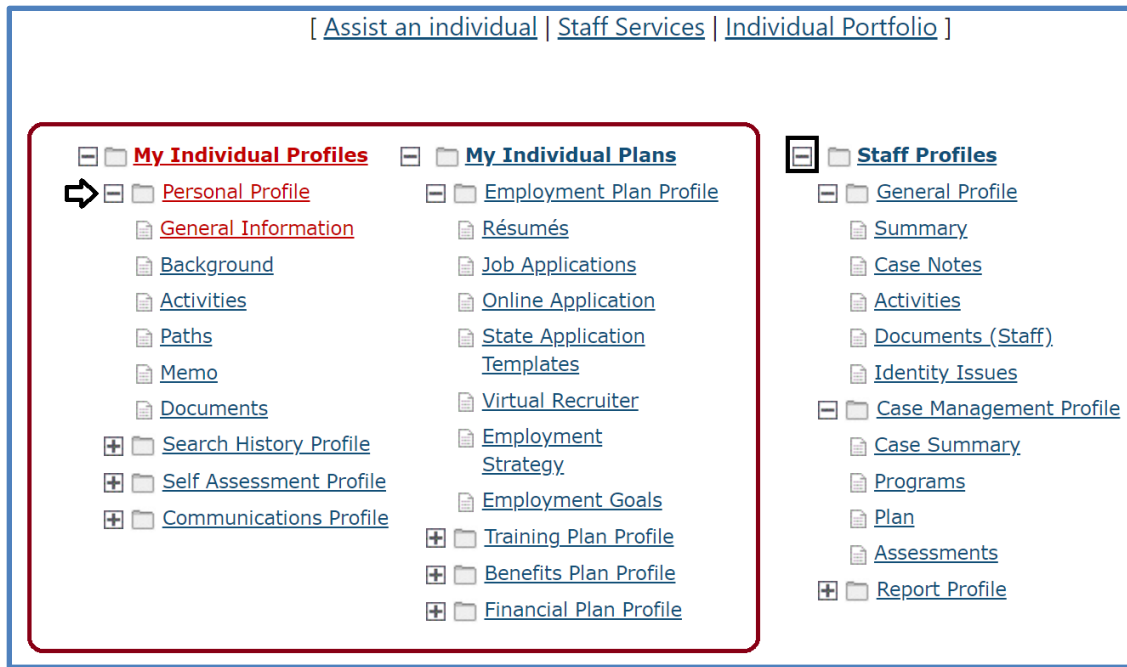 [ Assist an individual | Staff Services | Individual Portfolio ]
My Individual Profiles
Personal Profile
General Information
Background
Activities
Paths
Memo
Documents
Search History Profile
Self Assessment Profile
Communications Profile
My Individual Plans
Employment Plan Profile
Résumés
Job Applications
Online Application
State Application
Templates
Virtual Recruiter
Employment
Strategy
Employment Goals
Training Plan Profile
Benefits Plan Profile
Financial Plan Profile
Staff Profiles
General Profile
Summary
Case Notes
Activities
Documents (Staff)
Identity Issues
Case Management Profile
Case Summary
Programs
Plan
Assessments
Report Profile